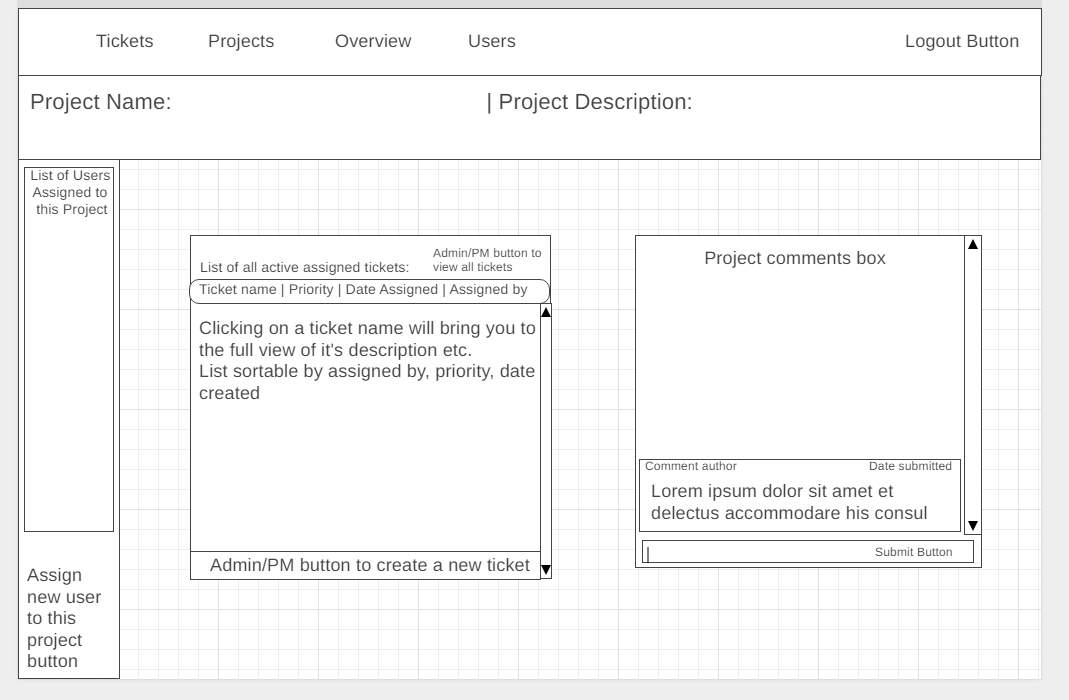 Tickets Projects Overview Users Logout Button
Project Name: | Project Description:
List of Users
Assigned to
this Project
Assign
new user
to this
project
button
List of all active assigned tickets:
Admin/PM button to
view all tickets
Ticket name | Priority | Date Assigned | Assigned by
Clicking on a ticket name will bring you to
the full view of it's description etc.
List sortable by assigned by, priority, date
created
Admin/PM button to create a new ticket
Project comments box
Comment author Date submitted
Lorem ipsum dolor sit amet et
delectus accommodare his consul
Submit Button